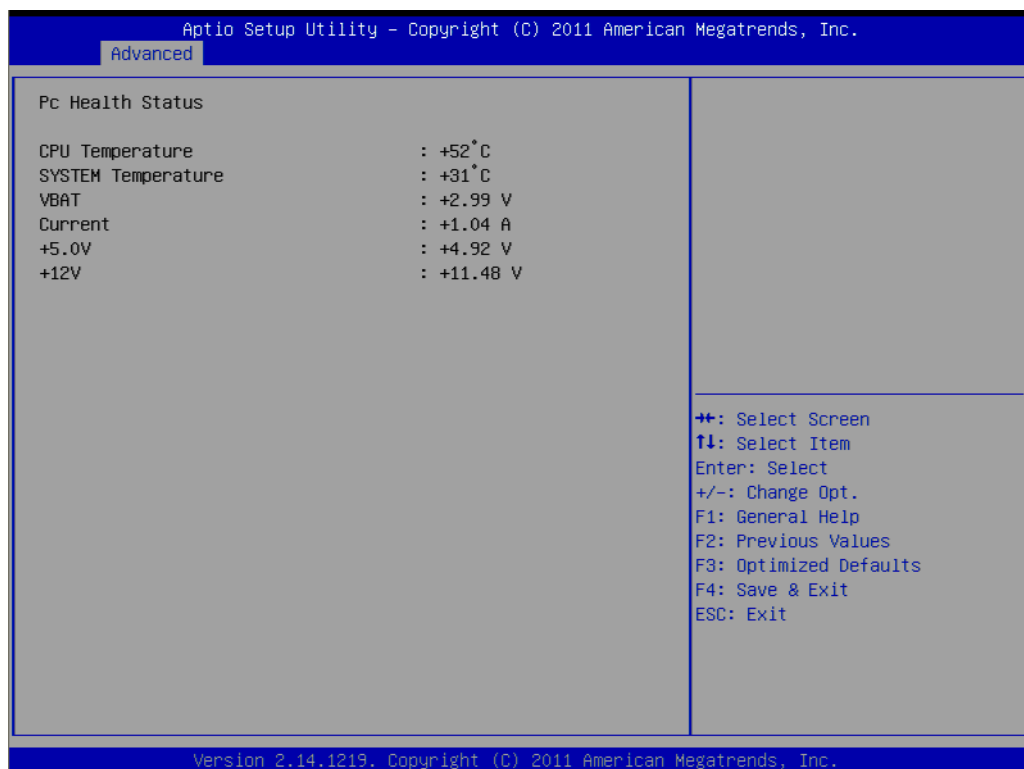 Aptio Setup Utility – Copyright (C) 2011 American Megatrends, Inc.
Advanced
Pc Health Status
CPU Temperature : +52°C
SYSTEM Temperature : +31°C
VBAT : +2.99 V
Current : +1.04 A
+5.0V : +4.92 V
+12V : +11.48 V
→←: Select Screen
↑↓: Select Item
Enter: Select
+/-: Change Opt.
F1: General Help
F2: Previous Values
F3: Optimized Defaults
F4: Save & Exit
ESC: Exit
Version 2.14.1219. Copyright (C) 2011 American Megatrends, Inc.